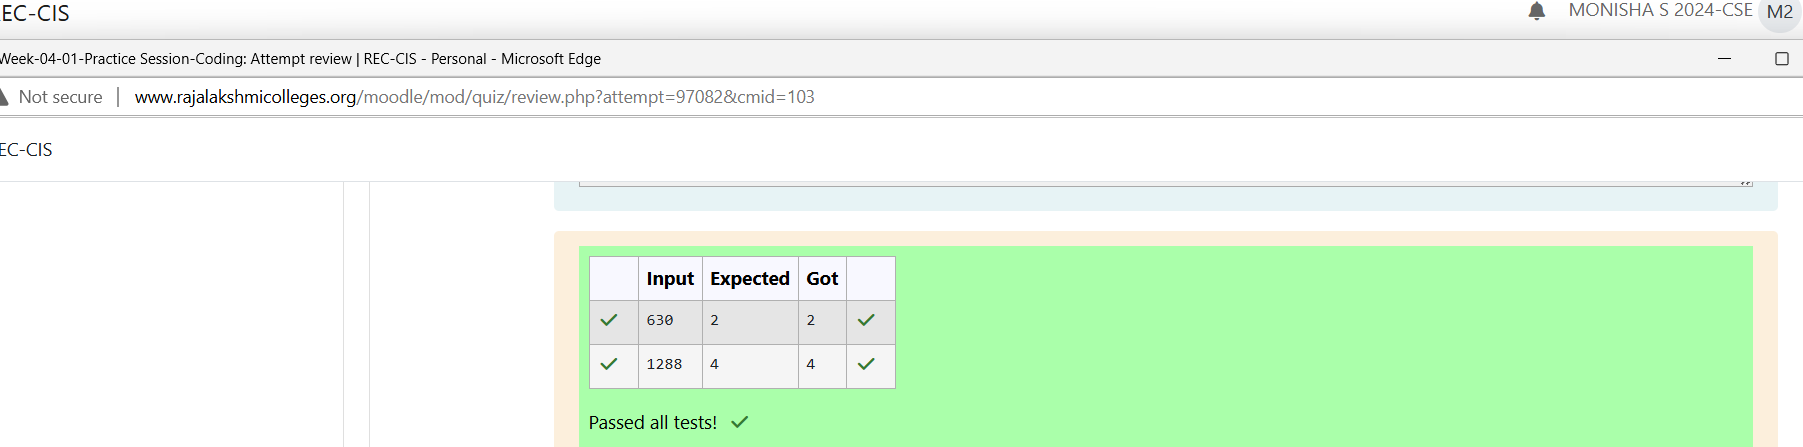 EC-CIS
MONISHA S 2024-CSE M2
Week-04-01-Practice Session-Coding: Attempt review | REC-CIS - Personal - Microsoft Edge
Not secure www.rajalakshmicolleges.org/moodle/mod/quiz/review.php?attempt=97082&cmid=103
EC-CIS
Input Expected Got
630 2 2
1288 4 4
Passed all tests!